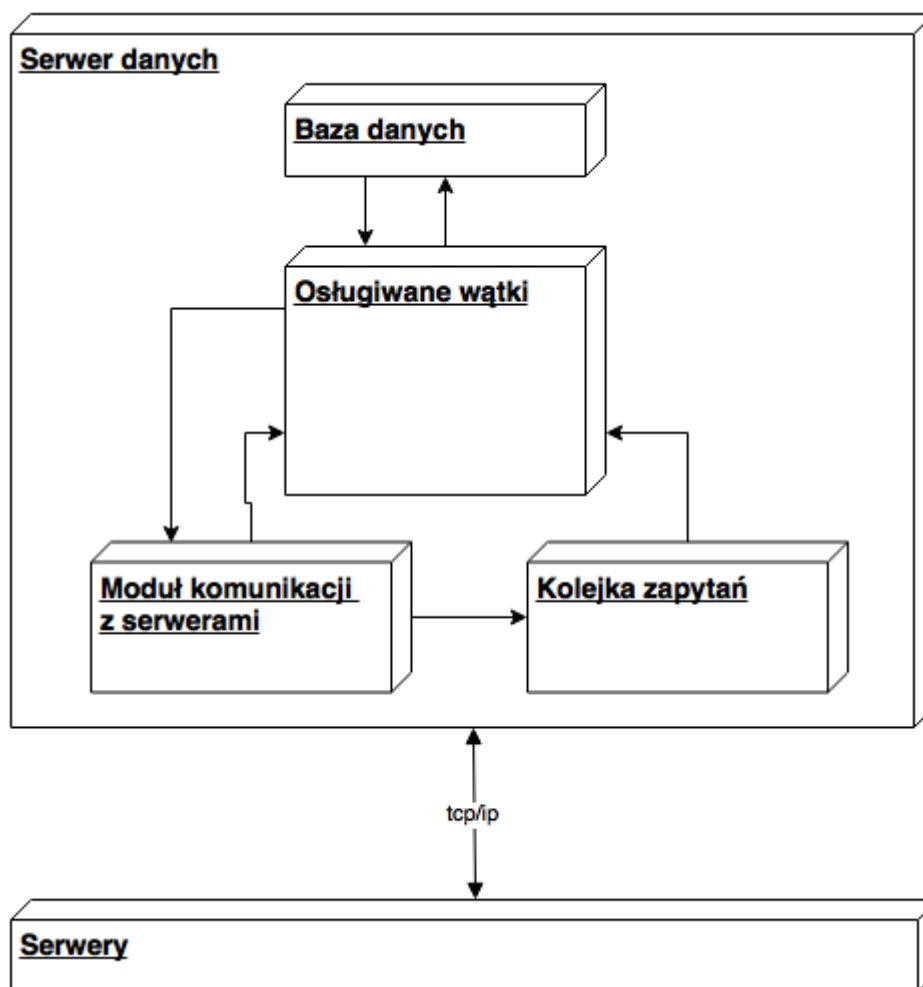 Serwer danych
Baza danych
Osługiwane wątki
Moduł komunikacji
z serwerami
Kolejka zapytań
tcp/ip
Serwery